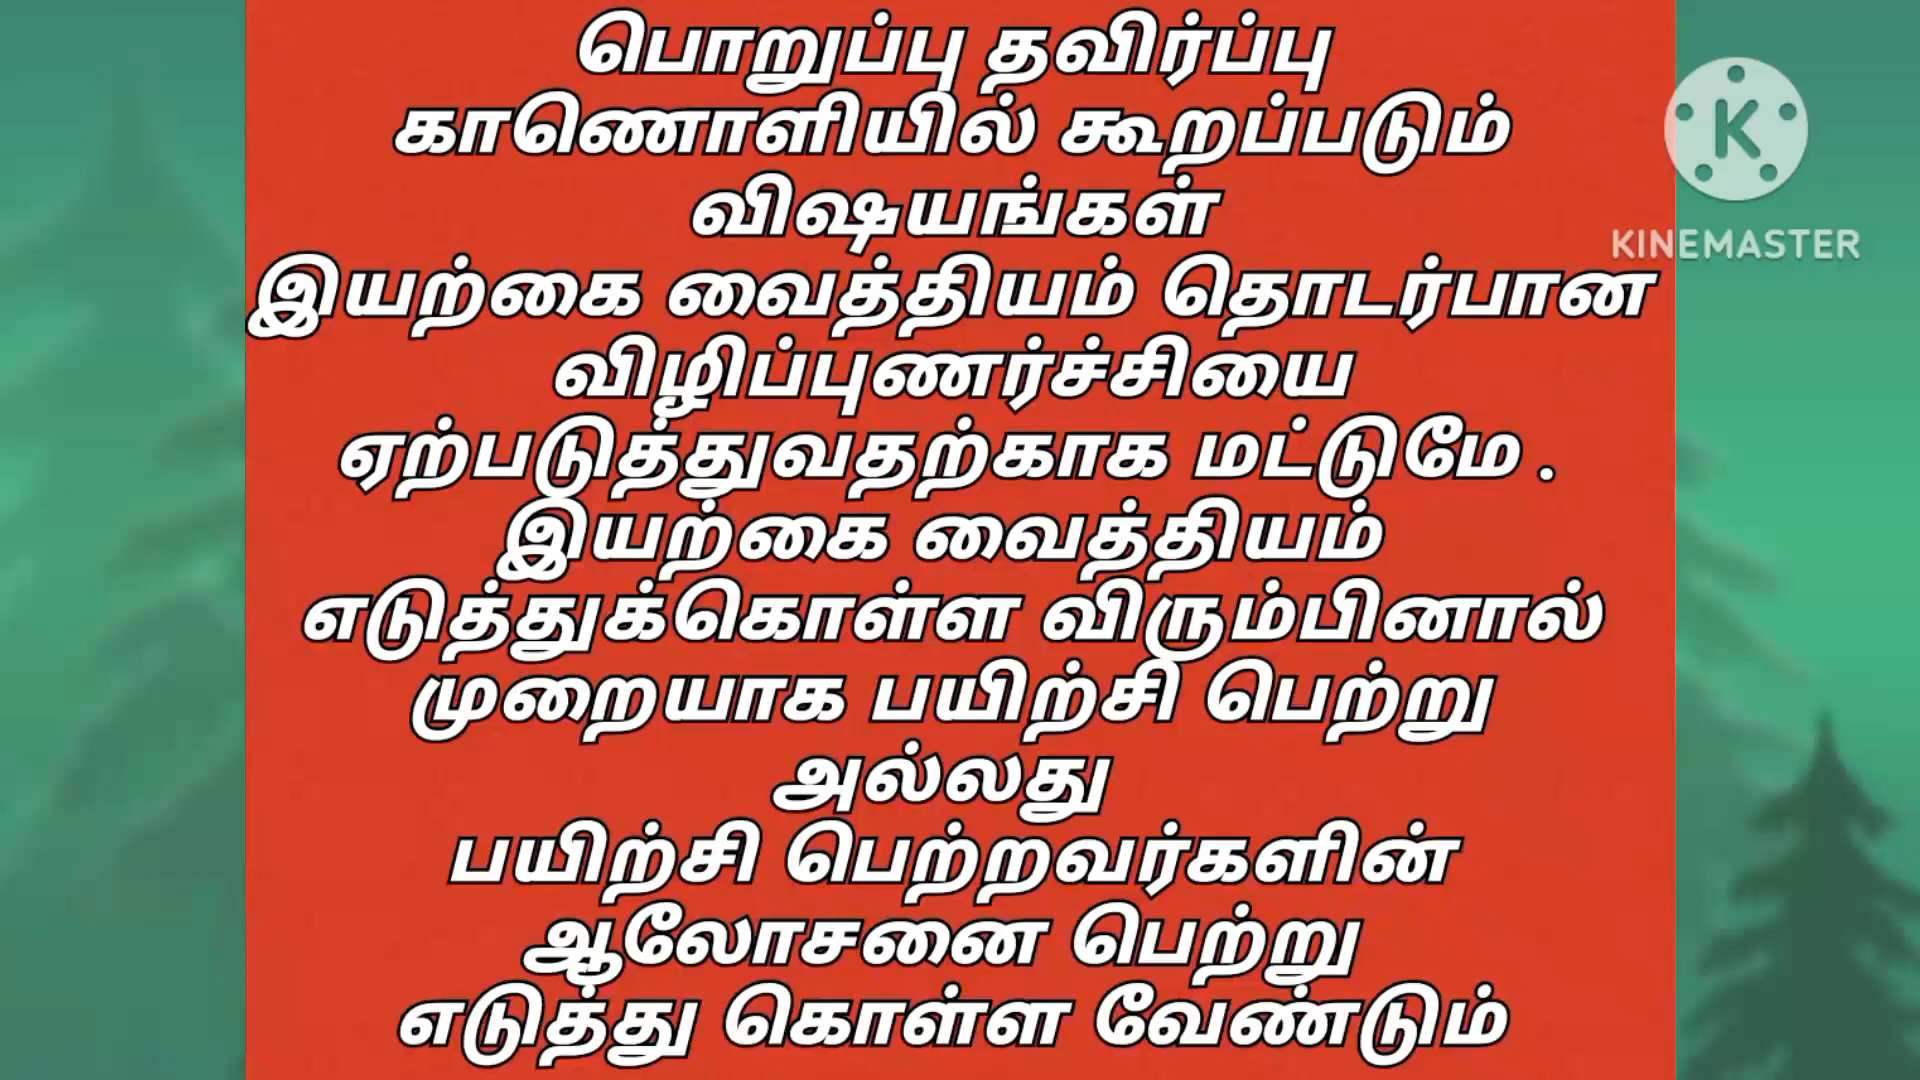 பொறுப்பு தவிர்ப்பு
காணொளியில் கூறப்படும்
விஷயங்கள்
இயற்கை வைத்தியம் தொடர்பான
விழிப்புணர்ச்சியை
ஏற்படுத்துவதற்காக மட்டுமே .
இயற்கை வைத்தியம்
எடுத்துக்கொள்ள விரும்பினால்
முறையாக பயிற்சி பெற்று
அல்லது
பயிற்சி பெற்றவர்களின்
ஆலோசனை பெற்று
எடுத்து கொள்ள வேண்டும்
K
KINEMASTER